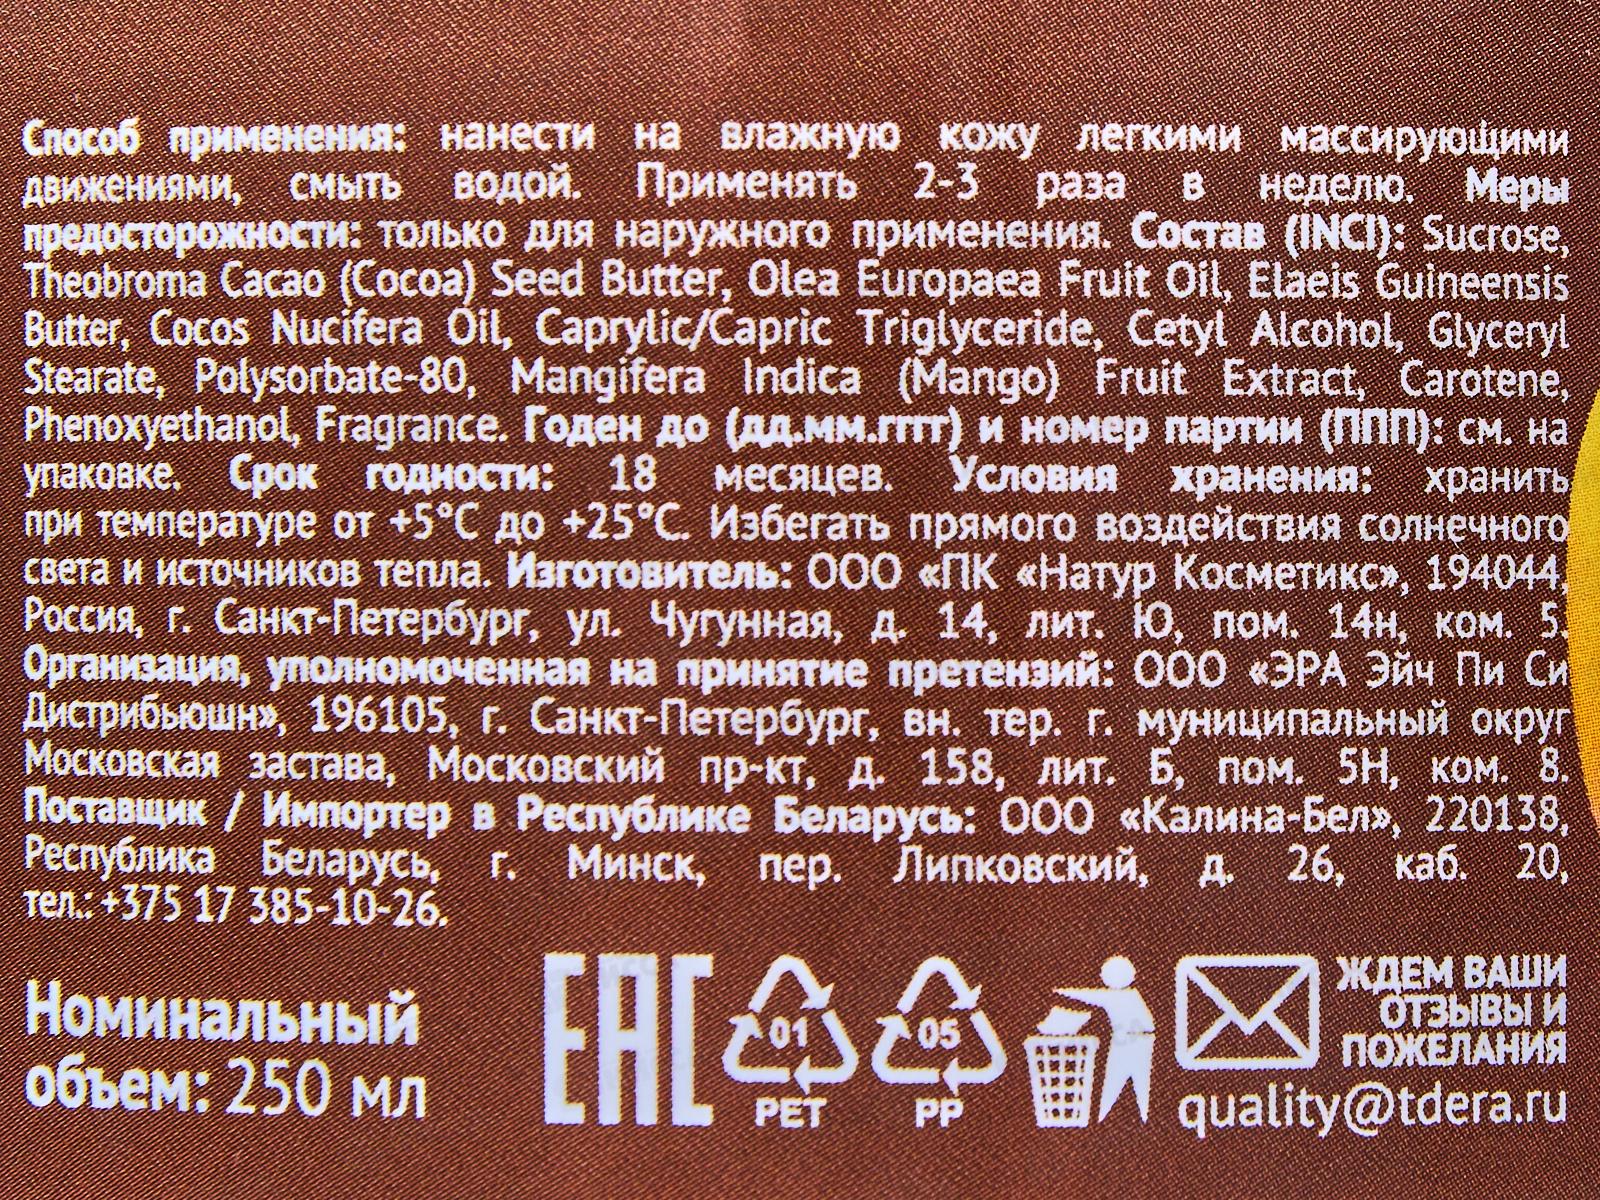 Способ применения: нанести на влажную кожу легкими массирующими
движениями, смыть водой. Применять 2-3 раза в неделю. Меры
предосторожности: только для наружного применения. Состав (INCI): Sucrose,
Theobroma Cacao (Cocoa) Seed Butter, Olea Europaea Fruit Oil, Elaeis Guineensis
Butter, Cocos Nucifera Oil, Caprylic/Capric Triglyceride, Cetyl Alcohol, Glyceryl
Stearate, Polysorbate-80, Mangifera Indica (Mango) Fruit Extract, Carotene,
Phenoxyethanol, Fragrance. Годен до (дд.мм.гггг) и номер партии (ППП): см. на
упаковке. Срок годности: 18 месяцев. Условия хранения: хранить
при температуре от +5°C до +25°C. Избегать прямого воздействия солнечного
света и источников тепла. Изготовитель: ООО «ПК «Натур Косметикс», 194044,
Россия, г. Санкт-Петербург, ул. Чугунная, д. 14, лит. Ю, пом. 14н, ком. 5.
Организация, уполномоченная на принятие претензий: ООО «ЭРА Эйч Пи Си
Дистрибьюшн», 196105, г. Санкт-Петербург, вн. тер. г. муниципальный округ
Московская застава, Московский пр-кт, д. 158, лит. Б, пом. 5Н, ком. 8.
Поставщик / Импортер в Республике Беларусь: ООО «Калина-Бел», 220138,
Республика Беларусь, г. Минск, пер. Липковский, д. 26, каб. 20,
тел.: +375 17 385-10-26.
Номинальный
объем: 250 мл
EAC
01
PET
05
PP
ЖДЕМ ВАШИ
ОТЗЫВЫ И
ПОЖЕЛАНИЯ
quality@tdera.ru